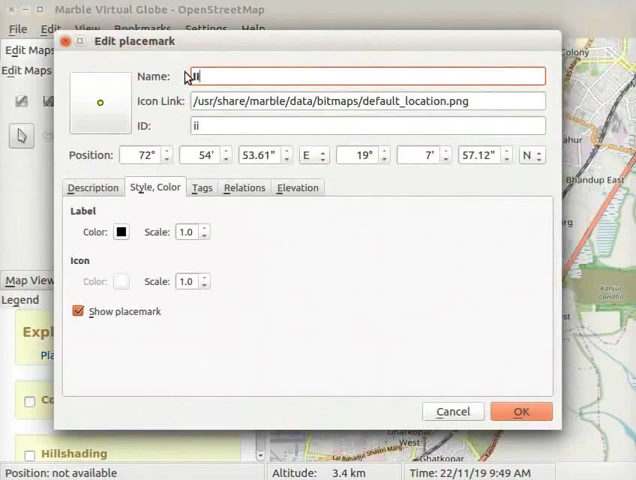 Marble Virtual Globe - OpenStreetMap
File Edit View Bookmarks Settings Help
Edit Maps
Edit Maps
Edit placemark
Name:
Icon Link: /usr/share/marble/data/bitmaps/default_location.png
ID: ii
Position: 72° 54' 53.61" E 19° 7' 57.12" N
Description Style, Color Tags Relations Elevation
Label
Color: Scale: 1.0
Icon
Color: Scale: 1.0
Show placemark
Cancel OK
Map View
Legend
Hillshading
Colony
Bhandup East
Kanjur
Landfill
Ghatkopar
West
Ghatkopar
Position: not available Altitude: 3.4 km Time: 22/11/19 9:49 AM